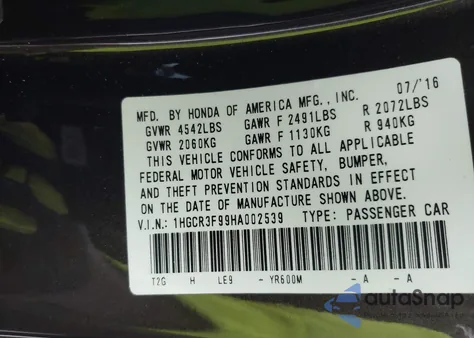 MFD. BY HONDA OF AMERICA MFG., INC. 07/'16
GVWR 4542LBS GAWR F 2491LBS R 2072LBS
GVWR 2060KG GAWR F 1130KG R 940KG
THIS VEHICLE CONFORMS TO ALL APPLICABLE
FEDERAL MOTOR VEHICLE SAFETY, BUMPER,
AND THEFT PREVENTION STANDARDS IN EFFECT
ON THE DATE OF MANUFACTURE SHOWN ABOVE.
V.I.N.: 1HGCR3F99HA002539 TYPE: PASSENGER CAR
T2G H LE9 - YR600M - A - A
autoSnap